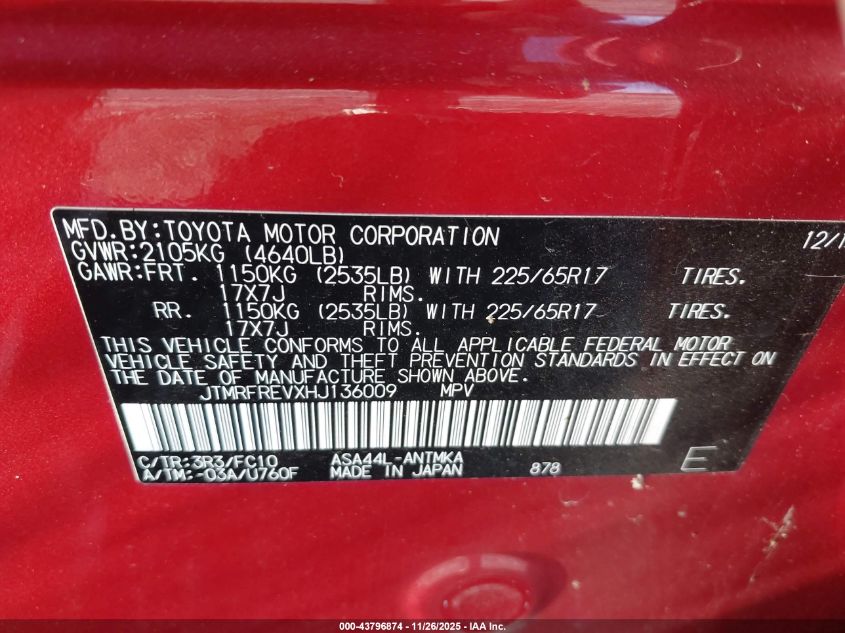 MFD.BY:TOYOTA MOTOR CORPORATION 12/1
GVWR:2105KG (4640LB)
GAWR:FRT. 1150KG (2535LB) WITH 225/65R17 TIRES.
17X7J RIMS.
RR. 1150KG (2535LB) WITH 225/65R17 TIRES.
17X7J RIMS.
THIS VEHICLE CONFORMS TO ALL APPLICABLE FEDERAL MOTOR
VEHICLE SAFETY AND THEFT PREVENTION STANDARDS IN EFFECT ON
THE DATE OF MANUFACTURE SHOWN ABOVE.
JTMRFREVXHJ136009 MPV
C/TR:3R3/FC10 ASA44L-ANTMKA
A/TM:-03A/U760F MADE IN JAPAN 878 E
000-43796874 | 11/26/2025 | IAA Inc.